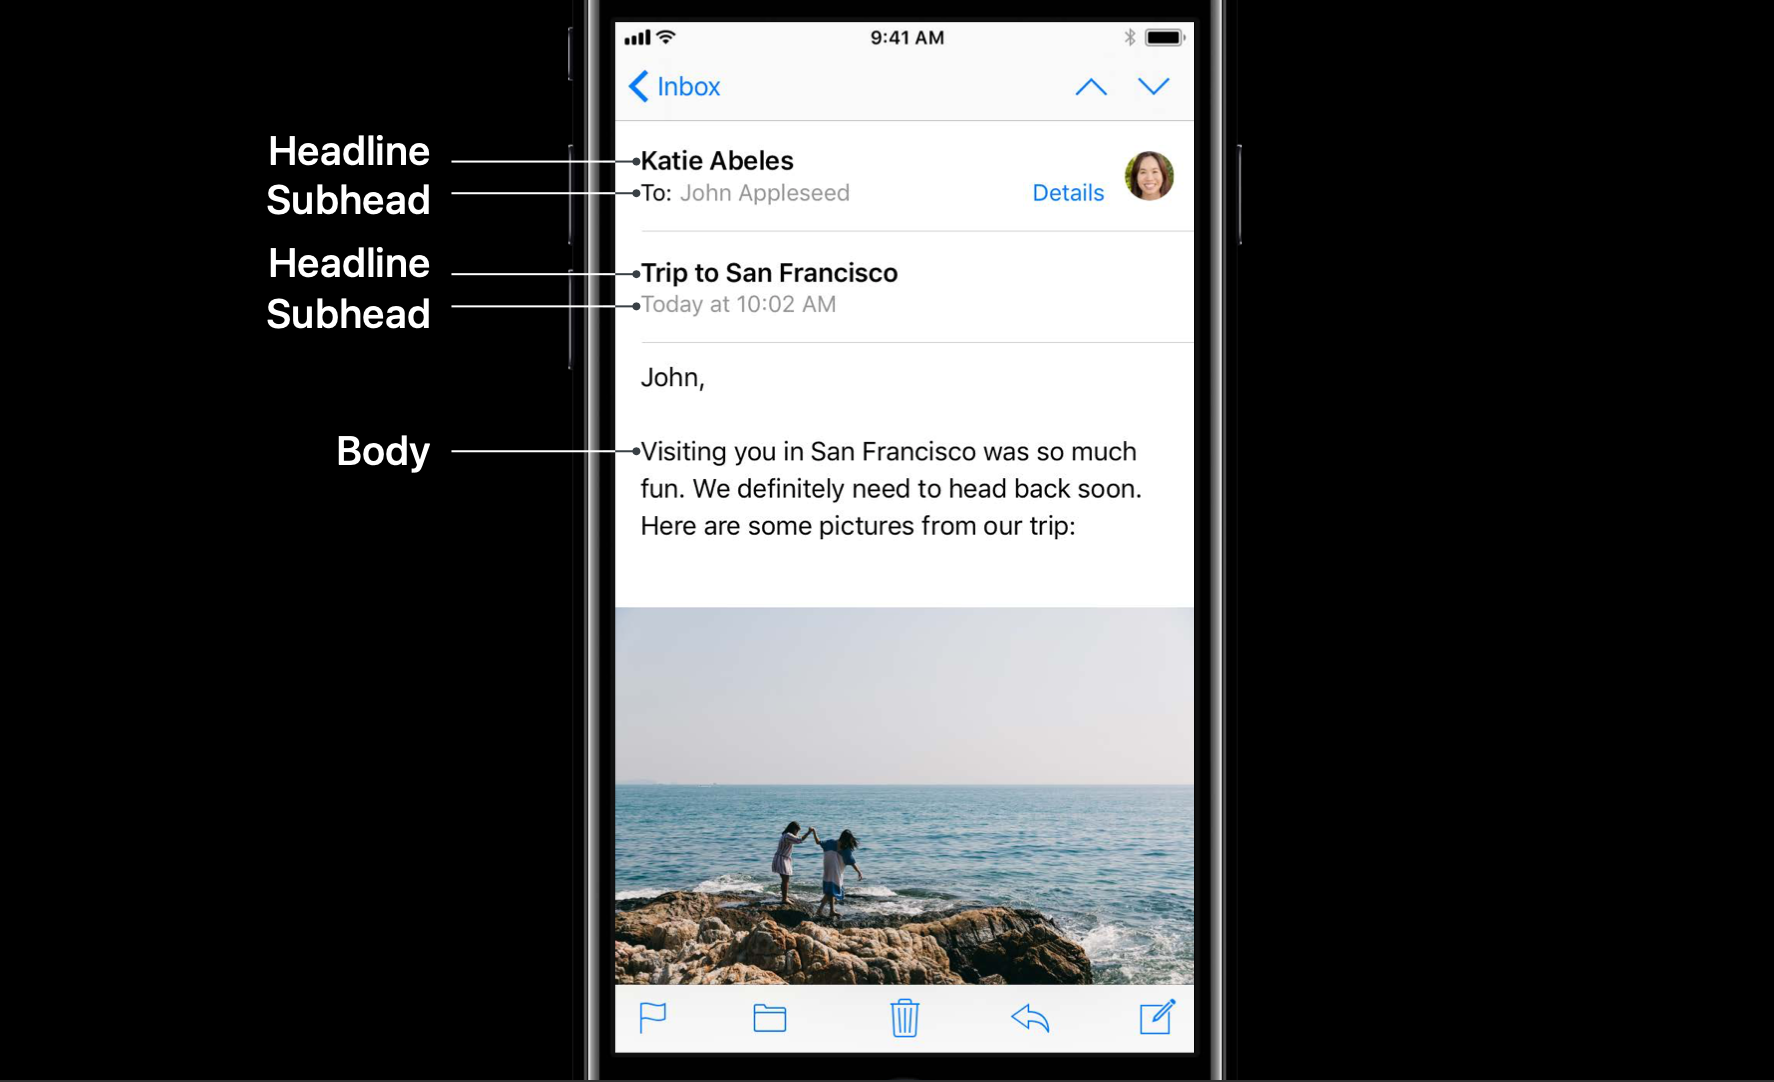 9:41 AM
Inbox
Headline
Katie Abeles
Subhead
To: John Appleseed
Details
Headline
Trip to San Francisco
Subhead
Today at 10:02 AM
John,
Body
Visiting you in San Francisco was so much
fun. We definitely need to head back soon.
Here are some pictures from our trip: